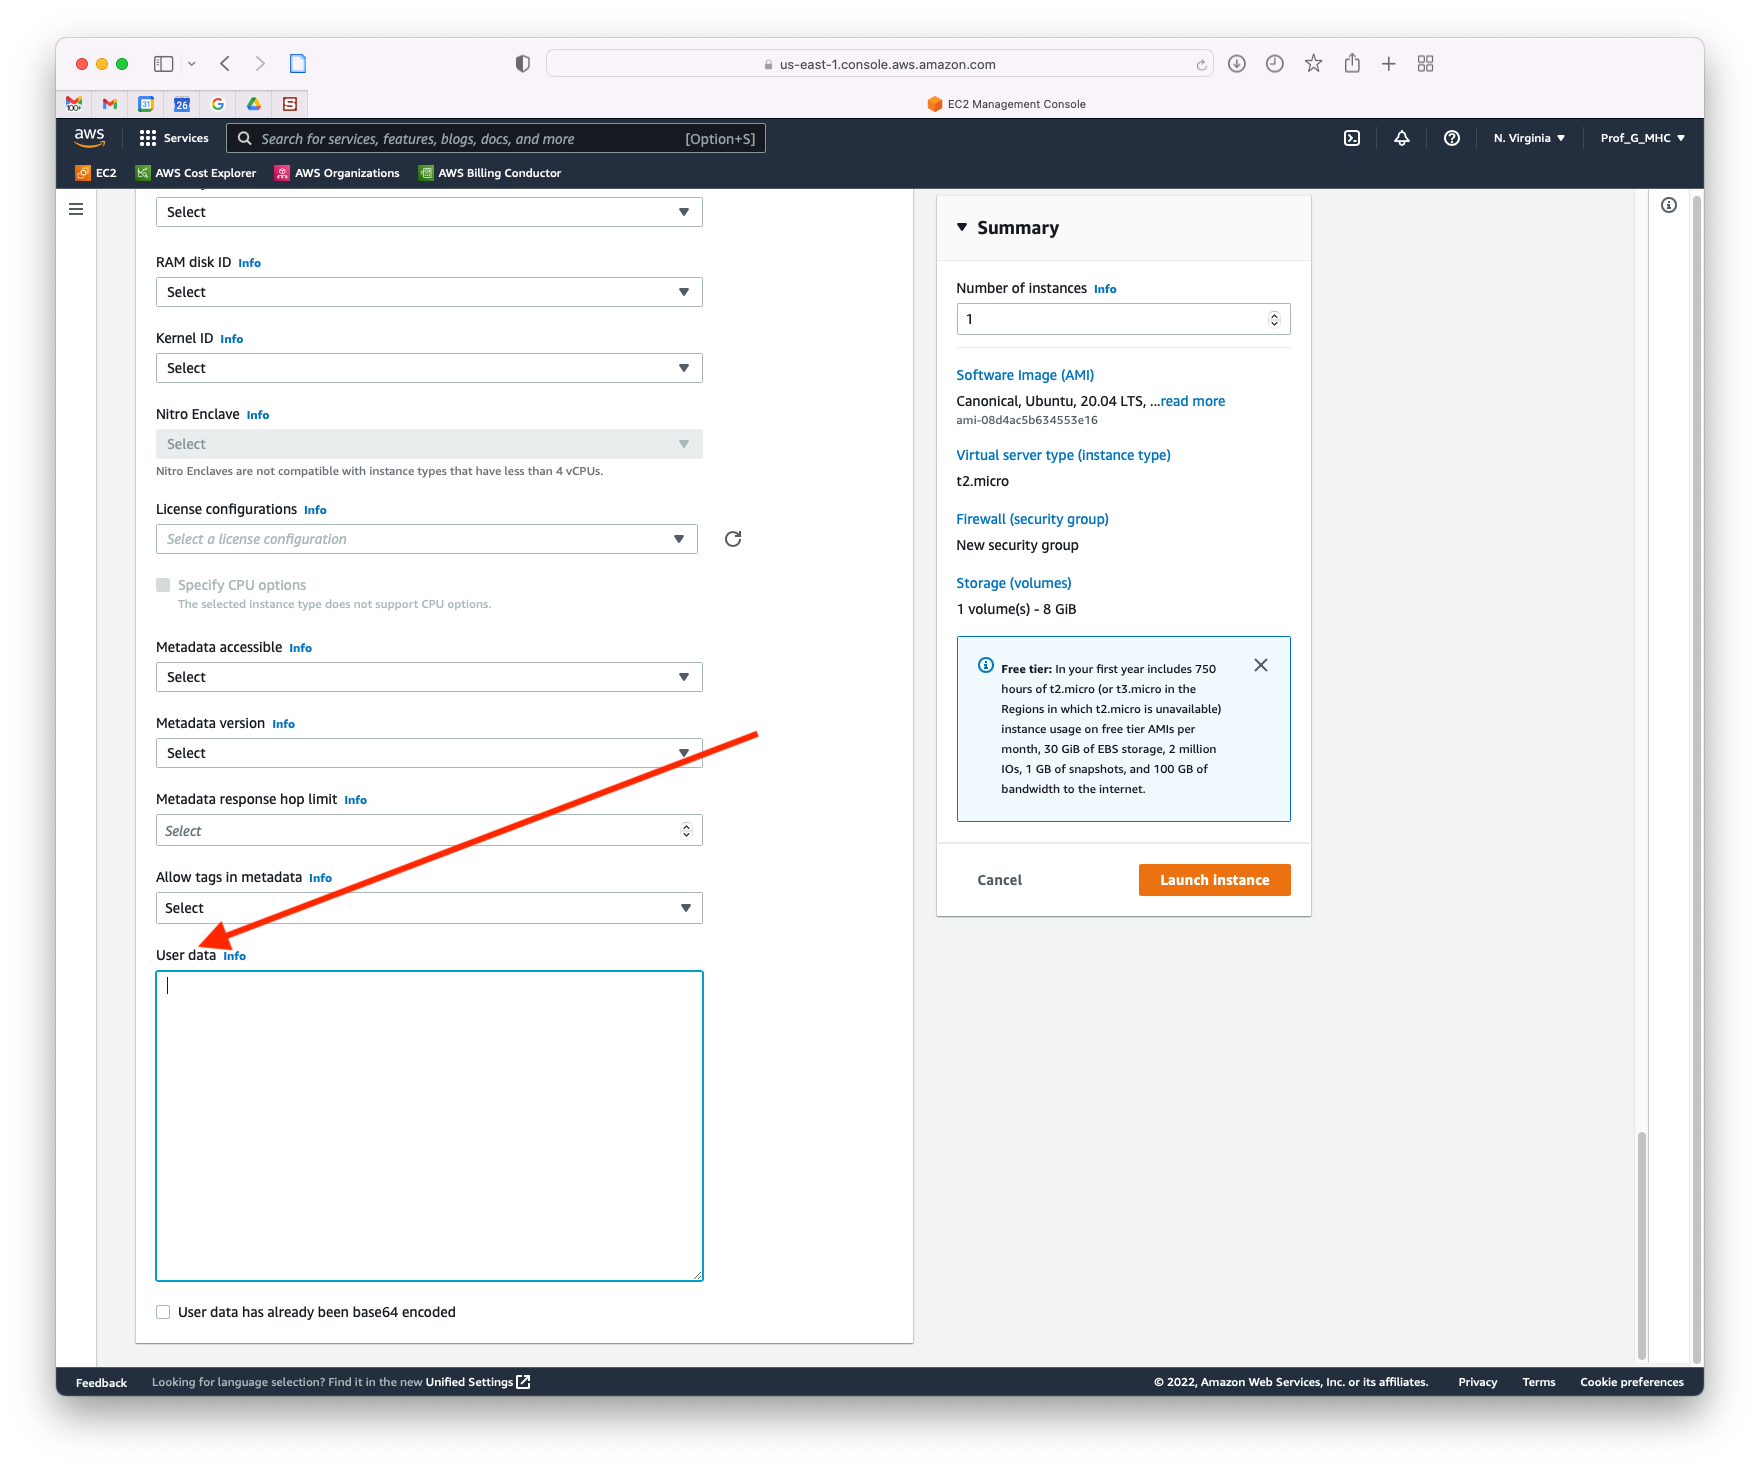 us-east-1.console.aws.amazon.com
EC2 Management Console
aws
Services
Search for services, features, blogs, docs, and more
[Option+S]
N. Virginia
Prof_G_MHC
EC2
AWS Cost Explorer
AWS Organizations
AWS Billing Conductor
Select
RAM disk ID Info
Select
Kernel ID Info
Select
Nitro Enclave Info
Select
Nitro Enclaves are not compatible with instance types that have less than 4 vCPUs.
License configurations Info
Select a license configuration
Specify CPU options
The selected instance type does not support CPU options.
Metadata accessible Info
Select
Metadata version Info
Select
Metadata response hop limit Info
Select
Allow tags in metadata Info
Select
User data Info
User data has already been base64 encoded
Summary
Number of instances Info
1
Software Image (AMI)
Canonical, Ubuntu, 20.04 LTS, ...read more
ami-08d4ac5b634553e16
Virtual server type (instance type)
t2.micro
Firewall (security group)
New security group
Storage (volumes)
1 volume(s) - 8 GiB
Free tier: In your first year includes 750
hours of t2.micro (or t3.micro in the
Regions in which t2.micro is unavailable)
instance usage on free tier AMIs per
month, 30 GiB of EBS storage, 2 million
IOs, 1 GB of snapshots, and 100 GB of
bandwidth to the internet.
Cancel
Launch instance
Feedback
Looking for language selection? Find it in the new Unified Settings
© 2022, Amazon Web Services, Inc. or its affiliates.
Privacy
Terms
Cookie preferences